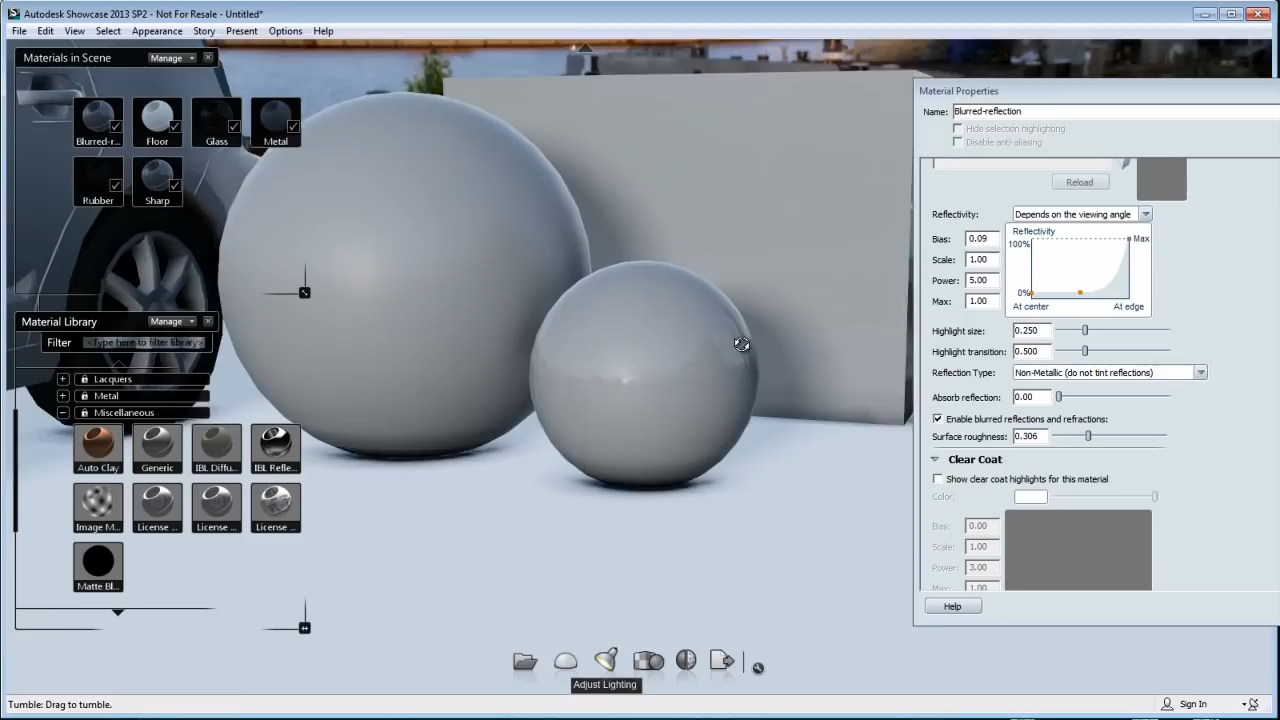 Autodesk Showcase 2013 SP2 - Not For Resale - Untitled*
File Edit View Select Appearance Story Scene Present Options Help
Materials in Scene Manage
Blurred-r... Floor Glass Metal
Rubber Sharp
Material Library Manage
Filter <Type here to filter library>
Lacquers
Metal
Miscellaneous
Auto Clay Generic IBL Diffu... IBL Refle...
Image M... License ... License ... License ...
Matte Bl...
Material Properties
Name: Blurred-reflection
Hide selection highlighting
Disable anti-aliasing
Reload
Reflectivity: Depends on the viewing angle
Bias: 0.09
Scale: 1.00
Power: 5.00
Max: 1.00
Reflectivity
100% Max
0%
At center At edge
Highlight size: 0.250
Highlight transition: 0.500
Reflection Type: Non-Metallic (do not tint reflections)
Absorb reflection: 0.00
Enable blurred reflections and refractions:
Surface roughness: 0.306
Clear Coat
Show clear coat highlights for this material
Color:
Bias: 0.00
Scale: 1.00
Power: 3.00
Max: 1.00
Help
Adjust Lighting
Tumble: Drag to tumble.
Sign In